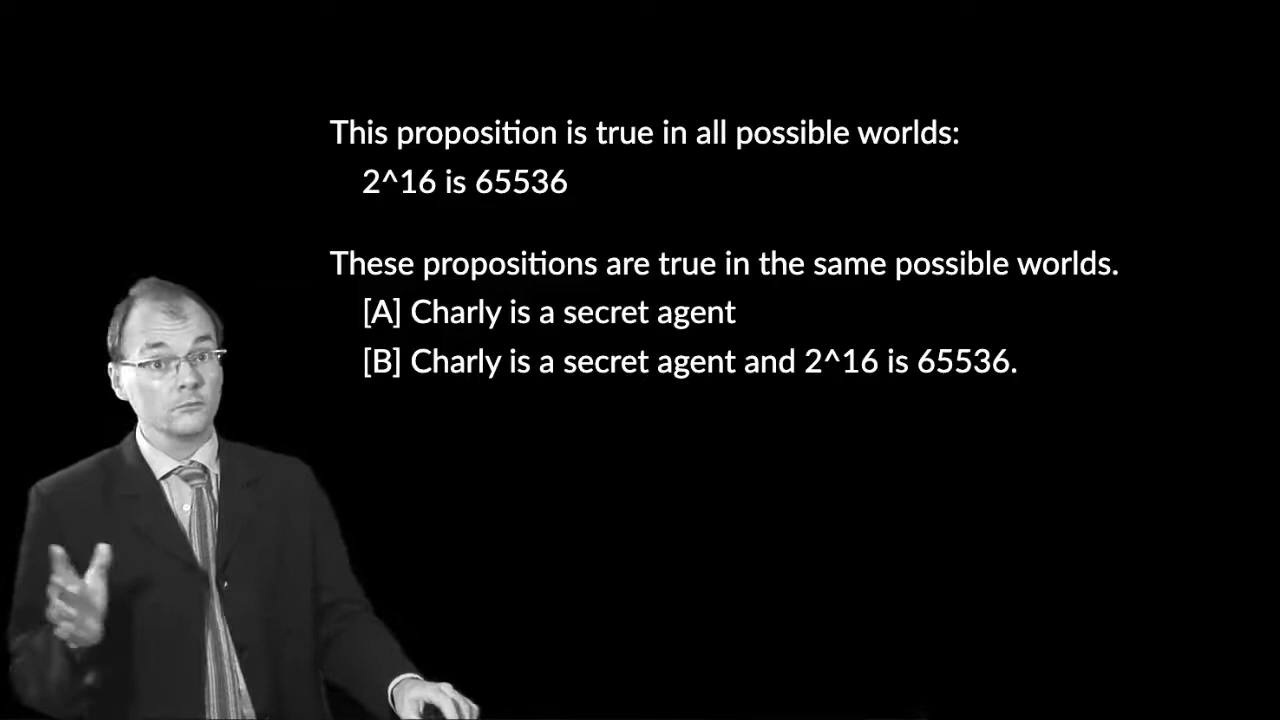 This proposition is true in all possible worlds:
2^16 is 65536
These propositions are true in the same possible worlds.
[A] Charly is a secret agent
[B] Charly is a secret agent and 2^16 is 65536.